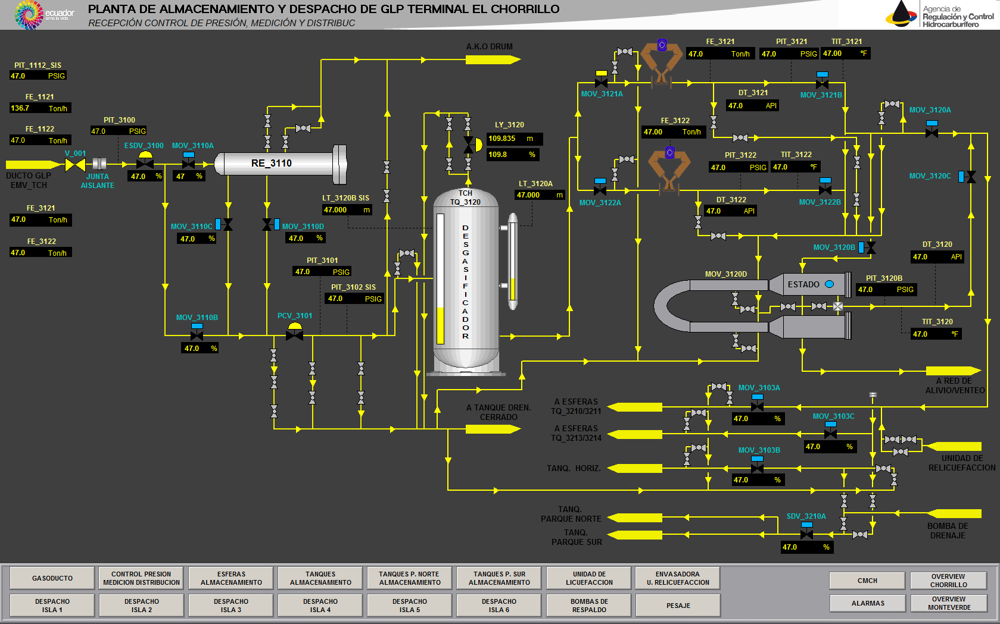 ecuador
ama la vida
PLANTA DE ALMACENAMIENTO Y DESPACHO DE GLP TERMINAL EL CHORRILLO
RECEPCIÓN CONTROL DE PRESIÓN, MEDICIÓN Y DISTRIBUC
Agencia de
Regulación y Control
Hidrocarburífero
PIT_1112_SIS
47.0 PSIG
FE_1121
136.7 Ton/h
FE_1122
47.0 Ton/h
V_001
DUCTO GLP
EMV_TCH
JUNTA
AISLANTE
FE_3121
47.0 Ton/h
FE_3122
47.0 Ton/h
PIT_3100
47.0 PSIG
ESDV_3100
47.0 %
MOV_3110A
47 %
RE_3110
MOV_3110C
47.0 %
MOV_3110D
47.0 %
MOV_3110B
47.0 %
PCV_3101
PIT_3101
47.0 PSIG
PIT_3102 SIS
47.0 PSIG
LT_3120B SIS
47.000 m
A.K.O DRUM
LY_3120
109.835 m
109.8 %
LT_3120A
47.000 m
TCH
TQ_3120
DESGASIFICADOR
A TANQUE DREN.
CERRADO
MOV_3121A
FE_3121
47.0 Ton/h
PIT_3121
47.0 PSIG
TIT_3121
47.00 ºF
DT_3121
47.0 API
MOV_3121B
FE_3122
47.00 Ton/h
MOV_3122A
PIT_3122
47.0 PSIG
TIT_3122
47.0 ºF
DT_3122
47.0 API
MOV_3122B
MOV_3120A
MOV_3120C
MOV_3120B
MOV_3120D
ESTADO
DT_3120
47.0 API
PIT_3120B
47.0 PSIG
TIT_3120
47.0 ºF
A RED DE
ALIVIO/VENTEO
A ESFERAS
TQ_3210/3211
MOV_3103A
47.0 %
A ESFERAS
TQ_3213/3214
MOV_3103C
47.0 %
TANQ. HORIZ.
MOV_3103B
47.0 %
UNIDAD DE
RELICUEFACCION
TANQ.
PARQUE NORTE
TANQ.
PARQUE SUR
SDV_3210A
47.0 %
BOMBA DE
DRENAJE
GASODUCTO
CONTROL PRESION
MEDICION DISTRIBUCION
ESFERAS
ALMACENAMIENTO
TANQUES
ALMACENAMIENTO
TANQUES P. NORTE
ALMACENAMIENTO
TANQUES P. SUR
ALMACENAMIENTO
UNIDAD DE
LICUEFACCION
ENVASADORA
U. RELICUEFACCION
CMCH
OVERVIEW
CHORRILLO
DESPACHO
ISLA 1
DESPACHO
ISLA 2
DESPACHO
ISLA 3
DESPACHO
ISLA 4
DESPACHO
ISLA 5
DESPACHO
ISLA 6
BOMBAS DE
RESPALDO
PESAJE
ALARMAS
OVERVIEW
MONTEVERDE